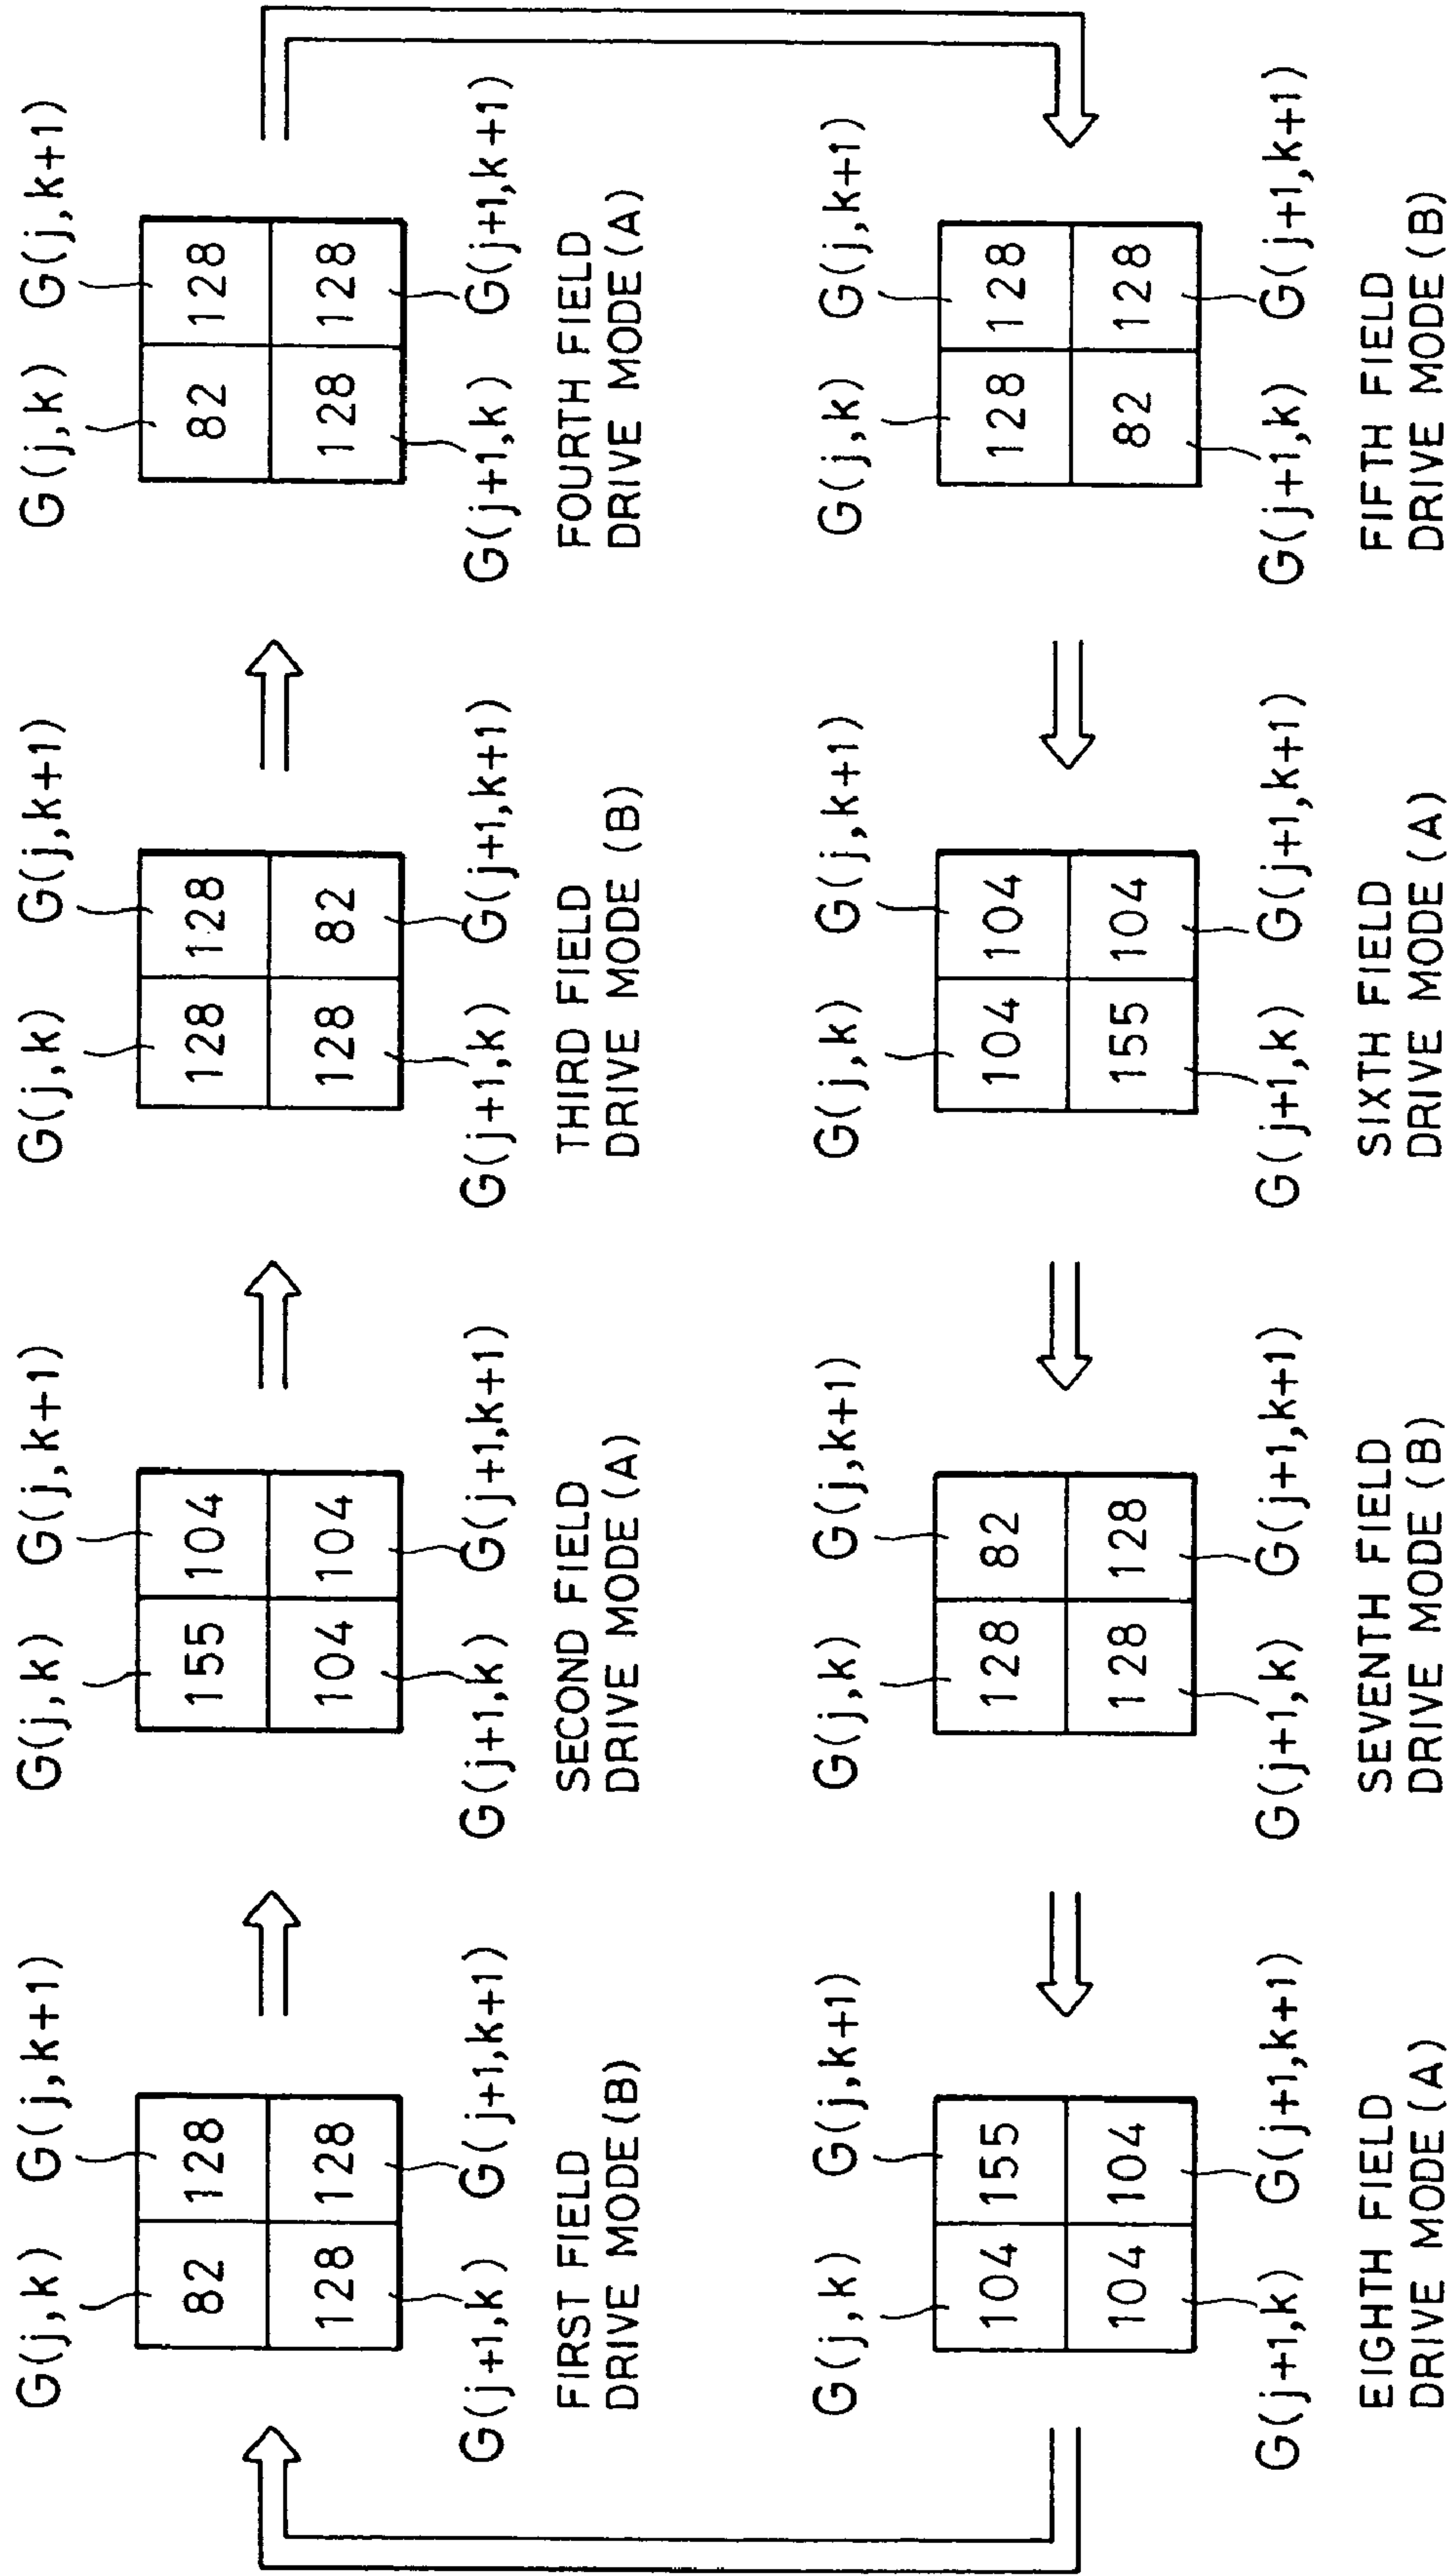 G(j,k) G(j,k+1)
82 128
128 128
G(j+1,k) G(j+1,k+1)
FIRST FIELD
DRIVE MODE(B)
G(j,k) G(j,k+1)
155 104
104 104
G(j+1,k) G(j+1,k+1)
SECOND FIELD
DRIVE MODE(A)
G(j,k) G(j,k+1)
128 128
128 82
G(j+1,k) G(j+1,k+1)
THIRD FIELD
DRIVE MODE (B)
G(j,k) G(j,k+1)
82 128
128 128
G(j+1,k) G(j+1,k+1)
FOURTH FIELD
DRIVE MODE(A)
G(j,k) G(j,k+1)
104 155
104 104
G(j+1,k) G(j+1,k+1)
EIGHTH FIELD
DRIVE MODE(A)
G(j,k) G(j,k+1)
128 82
128 128
G(j+1,k) G(j+1,k+1)
SEVENTH FIELD
DRIVE MODE (B)
G(j,k) G(j,k+1)
104 104
155 104
G(j+1,k) G(j+1,k+1)
SIXTH FIELD
DRIVE MODE (A)
G(j,k) G(j,k+1)
128 128
82 128
G(j+1,k) G(j+1,k+1)
FIFTH FIELD
DRIVE MODE(B)